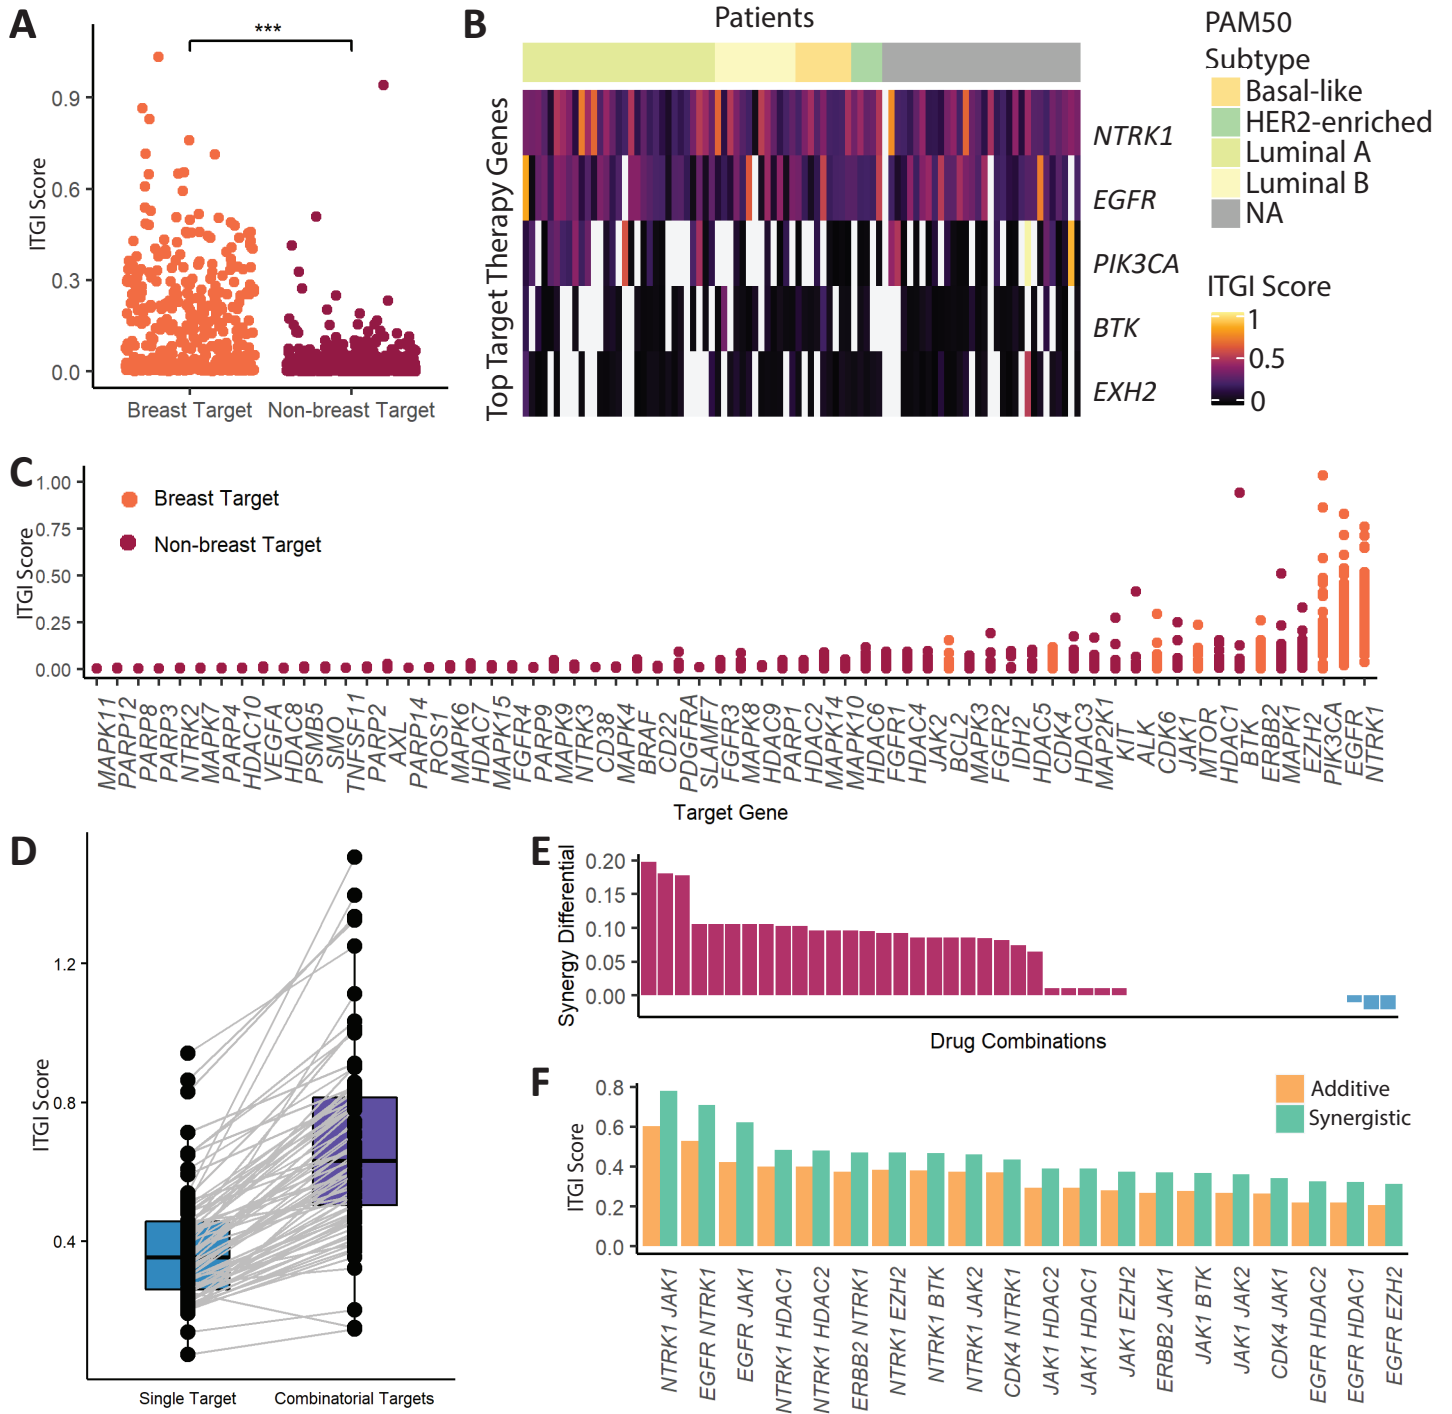 A
***
ITGI Score
0.9
0.6
0.3
0.0
Breast Target
Non-breast Target
B
Patients
Top Target Therapy Genes
NTRK1
EGFR
PIK3CA
BTK
EXH2
PAM50
Subtype
Basal-like
HER2-enriched
Luminal A
Luminal B
NA
ITGI Score
1
0.5
0
C
ITGI Score
1.00
0.75
0.50
0.25
0.00
Breast Target
Non-breast Target
MAPK11
PARP12
PARP8
PARP3
NTRK2
MAPK7
PARP4
HDAC10
VEGFA
HDAC8
PSMB5
SMO
TNFSF11
PARP2
AXL
PARP14
ROS1
MAPK6
HDAC7
MAPK15
FGFR4
PARP9
MAPK9
NTRK3
CD38
MAPK4
BRAF
CD22
PDGFRA
SLAMF7
FGFR3
MAPK8
HDAC9
PARP1
HDAC2
MAPK14
MAPK10
HDAC6
FGFR1
HDAC4
JAK2
BCL2
MAPK3
FGFR2
IDH2
HDAC5
CDK4
HDAC3
MAP2K1
KIT
ALK
CDK6
JAK1
MTOR
HDAC1
BTK
ERBB2
MAPK1
EZH2
PIK3CA
EGFR
NTRK1
Target Gene
D
ITGI Score
1.2
0.8
0.4
Single Target
Combinatorial Targets
E
Synergy Differential
0.20
0.15
0.10
0.05
0.00
Drug Combinations
F
ITGI Score
0.8
0.6
0.4
0.2
0.0
Additive
Synergistic
NTRK1 JAK1
EGFR NTRK1
EGFR JAK1
NTRK1 HDAC1
NTRK1 HDAC2
ERBB2 NTRK1
NTRK1 EZH2
NTRK1 BTK
NTRK1 JAK2
CDK4 NTRK1
JAK1 HDAC2
JAK1 HDAC1
JAK1 EZH2
ERBB2 JAK1
JAK1 BTK
JAK1 JAK2
CDK4 JAK1
EGFR HDAC2
EGFR HDAC1
EGFR EZH2